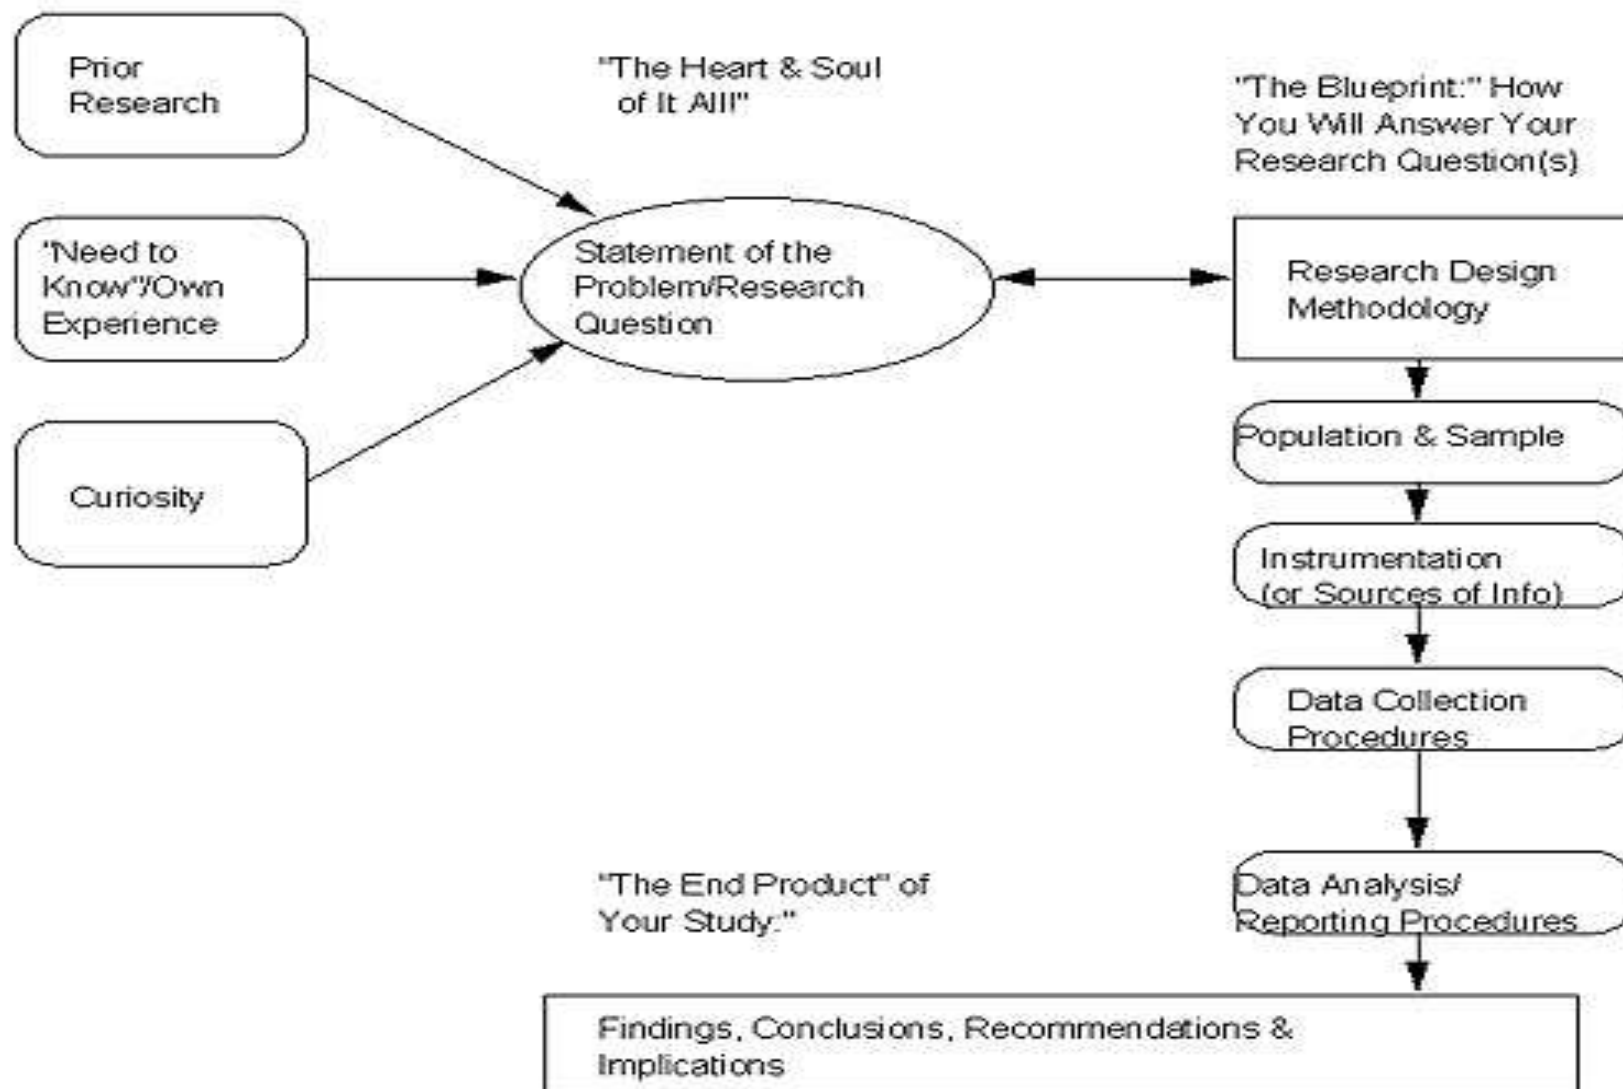 Prior
Research
"The Heart & Soul
of It All!"
"The Blueprint:" How
You Will Answer Your
Research Question(s)
"Need to
Know"/Own
Experience
Statement of the
Problem/Research
Question
Research Design
Methodology
Curiosity
Population & Sample
Instrumentation
(or Sources of Info)
Data Collection
Procedures
"The End Product" of
Your Study:"
Data Analysis/
Reporting Procedures
Findings, Conclusions, Recommendations &
Implications